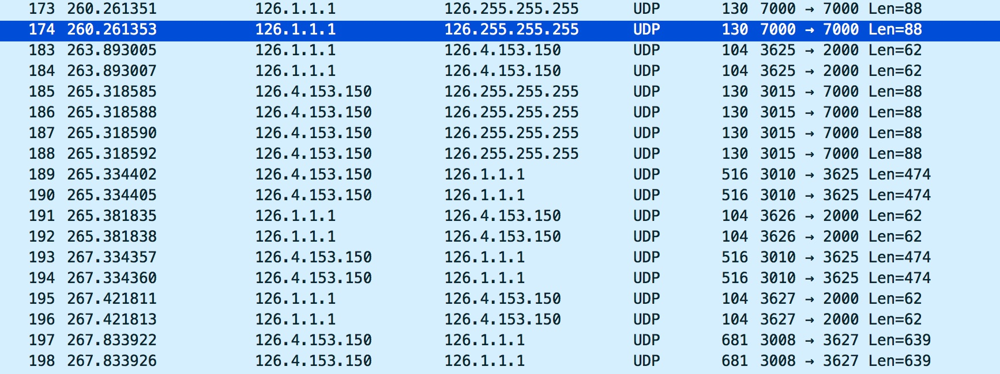 173 260.261351 126.1.1.1 126.255.255.255 UDP 130 7000 → 7000 Len=88
174 260.261353 126.1.1.1 126.255.255.255 UDP 130 7000 → 7000 Len=88
183 263.893005 126.1.1.1 126.4.153.150 UDP 104 3625 → 2000 Len=62
184 263.893007 126.1.1.1 126.4.153.150 UDP 104 3625 → 2000 Len=62
185 265.318585 126.4.153.150 126.255.255.255 UDP 130 3015 → 7000 Len=88
186 265.318588 126.4.153.150 126.255.255.255 UDP 130 3015 → 7000 Len=88
187 265.318590 126.4.153.150 126.255.255.255 UDP 130 3015 → 7000 Len=88
188 265.318592 126.4.153.150 126.255.255.255 UDP 130 3015 → 7000 Len=88
189 265.334402 126.4.153.150 126.1.1.1 UDP 516 3010 → 3625 Len=474
190 265.334405 126.4.153.150 126.1.1.1 UDP 516 3010 → 3625 Len=474
191 265.381835 126.1.1.1 126.4.153.150 UDP 104 3626 → 2000 Len=62
192 265.381838 126.1.1.1 126.4.153.150 UDP 104 3626 → 2000 Len=62
193 267.334357 126.4.153.150 126.1.1.1 UDP 516 3010 → 3625 Len=474
194 267.334360 126.4.153.150 126.1.1.1 UDP 516 3010 → 3625 Len=474
195 267.421811 126.1.1.1 126.4.153.150 UDP 104 3627 → 2000 Len=62
196 267.421813 126.1.1.1 126.4.153.150 UDP 104 3627 → 2000 Len=62
197 267.833922 126.4.153.150 126.1.1.1 UDP 681 3008 → 3627 Len=639
198 267.833926 126.4.153.150 126.1.1.1 UDP 681 3008 → 3627 Len=639